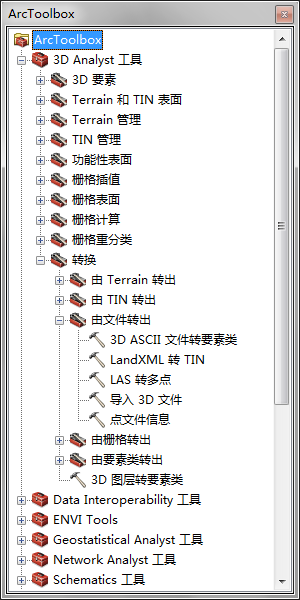 ArcToolbox
ArcToolbox
3D Analyst 工具
3D 要素
Terrain 和 TIN 表面
Terrain 管理
TIN 管理
功能性表面
栅格插值
栅格表面
栅格计算
栅格重分类
转换
由 Terrain 转出
由 TIN 转出
由文件转出
3D ASCII 文件转要素类
LandXML 转 TIN
LAS 转多点
导入 3D 文件
点文件信息
由栅格转出
由要素类转出
3D 图层转要素类
Data Interoperability 工具
ENVI Tools
Geostatistical Analyst 工具
Network Analyst 工具
Schematics 工具